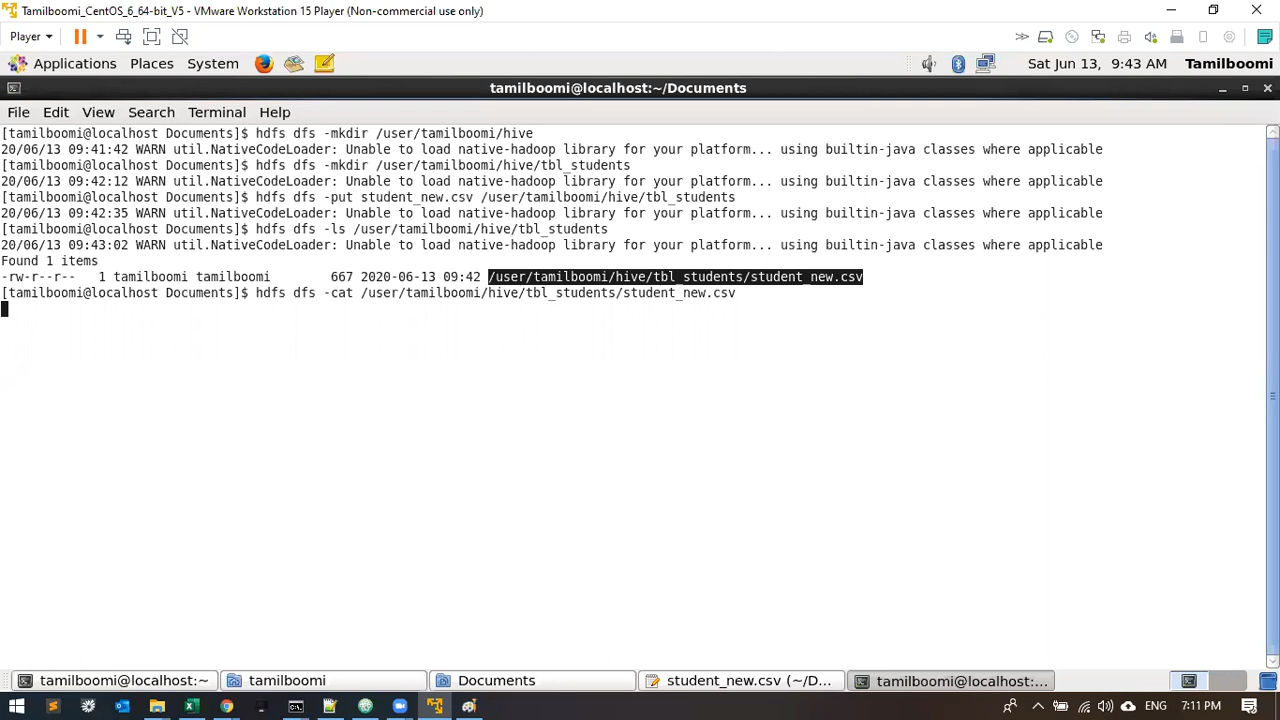 Tamilboomi_CentOS_6_64-bit_V5 - VMware Workstation 15 Player (Non-commercial use only)
Player
Applications Places System Sat Jun 13, 9:43 AM Tamilboomi
tamilboomi@localhost:~/Documents
File Edit View Search Terminal Help
[tamilboomi@localhost Documents]$ hdfs dfs -mkdir /user/tamilboomi/hive
20/06/13 09:41:42 WARN util.NativeCodeLoader: Unable to load native-hadoop library for your platform... using builtin-java classes where applicable
[tamilboomi@localhost Documents]$ hdfs dfs -mkdir /user/tamilboomi/hive/tbl_students
20/06/13 09:42:12 WARN util.NativeCodeLoader: Unable to load native-hadoop library for your platform... using builtin-java classes where applicable
[tamilboomi@localhost Documents]$ hdfs dfs -put student_new.csv /user/tamilboomi/hive/tbl_students
20/06/13 09:42:35 WARN util.NativeCodeLoader: Unable to load native-hadoop library for your platform... using builtin-java classes where applicable
[tamilboomi@localhost Documents]$ hdfs dfs -ls /user/tamilboomi/hive/tbl_students
20/06/13 09:43:02 WARN util.NativeCodeLoader: Unable to load native-hadoop library for your platform... using builtin-java classes where applicable
Found 1 items
-rw-r--r-- 1 tamilboomi tamilboomi 667 2020-06-13 09:42 /user/tamilboomi/hive/tbl_students/student_new.csv
[tamilboomi@localhost Documents]$ hdfs dfs -cat /user/tamilboomi/hive/tbl_students/student_new.csv
tamilboomi@localhost:~ tamilboomi Documents student_new.csv (~/D... tamilboomi@localhost:...
ENG 7:11 PM